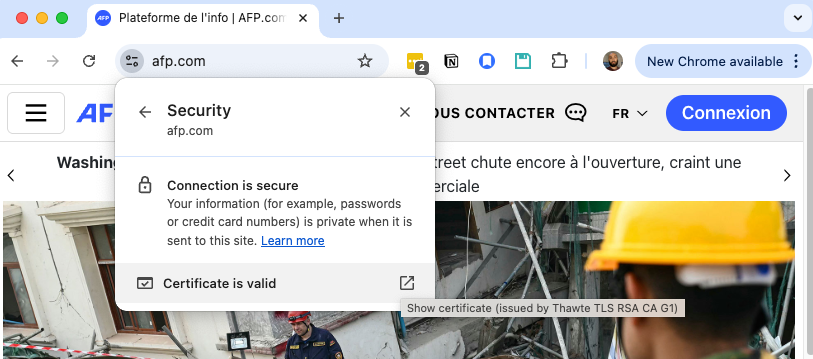 AFP Plateforme de l'info | AFP.com
afp.com
2
New Chrome available
AFP
Security
afp.com
OUS CONTACTER
FR
Connexion
Washing
treet chute encore à l'ouverture, craint une
erciale
Connection is secure
Your information (for example, passwords
or credit card numbers) is private when it is
sent to this site. Learn more
Certificate is valid
Show certificate (issued by Thawte TLS RSA CA G1)